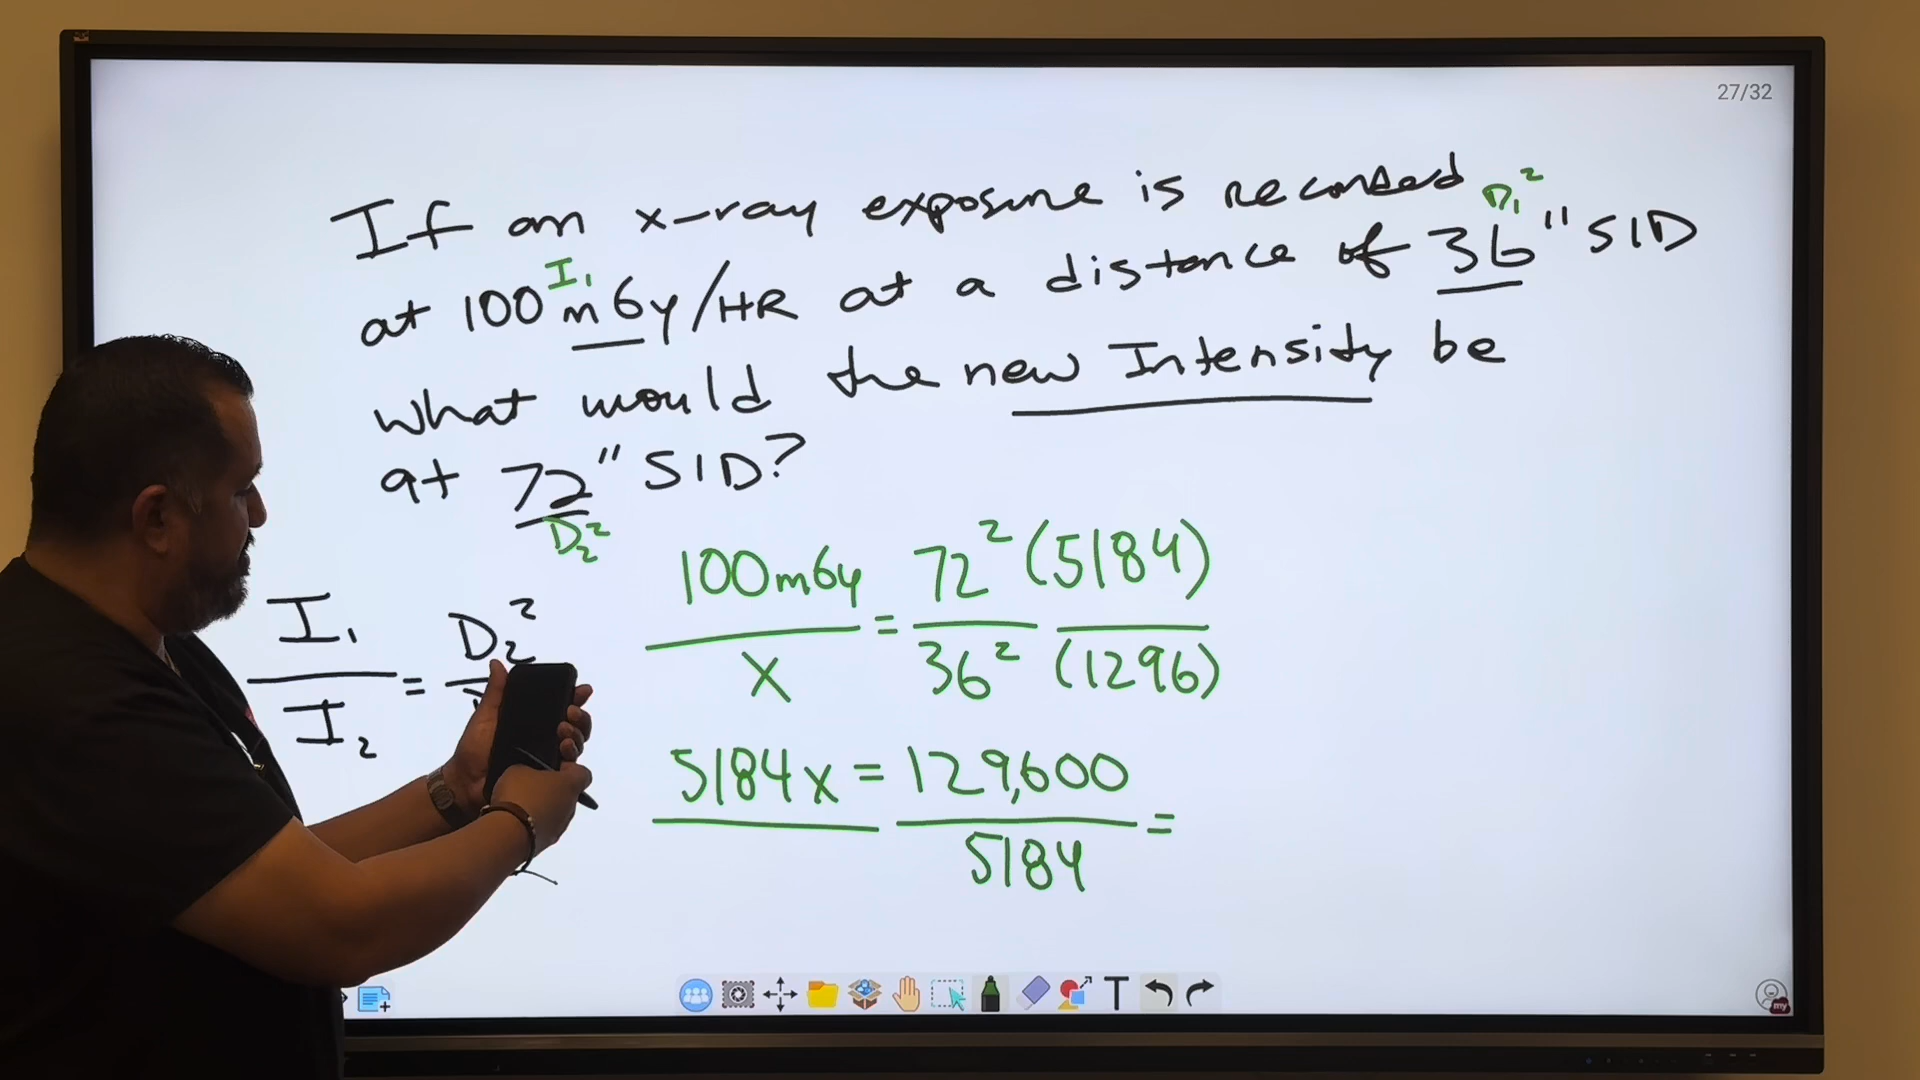 27/32
If an x-ray exposure is recorded D₁²
at 100 I₁ mGy/HR at a distance of 36" SID
what would the new Intensity be
at 72" SID?
D₂²
100mGy = 72² (5184)
X 36² (1296)
I₁ = D₂²
I₂
5184x = 129,600 =
5184
T
my